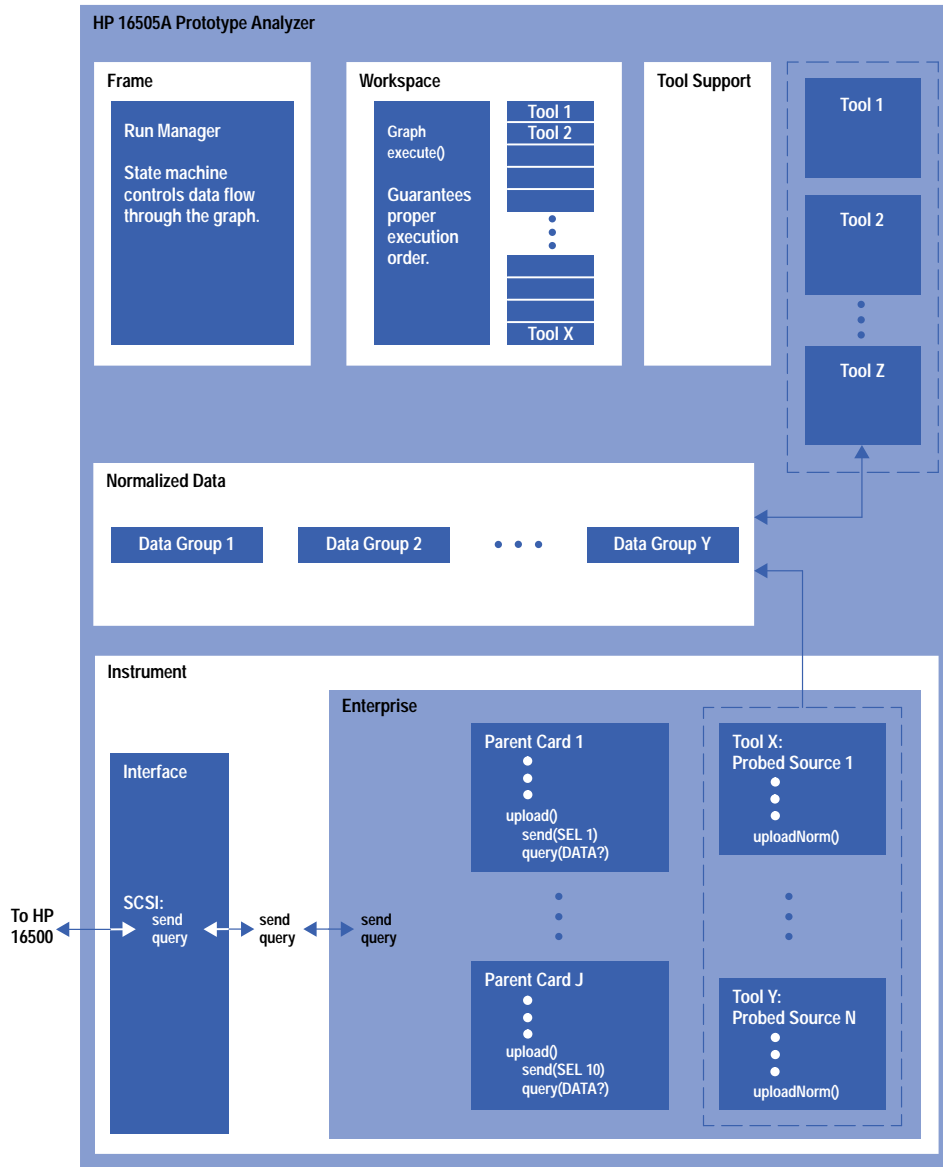 HP 16505A Prototype Analyzer
Frame
Run Manager
State machine
controls data flow
through the graph.
Workspace
Graph
execute()
Guarantees
proper
execution
order.
Tool 1
Tool 2
Tool X
Tool Support
Tool 1
Tool 2
Tool Z
Normalized Data
Data Group 1
Data Group 2
Data Group Y
Instrument
Interface
SCSI:
send
query
To HP
16500
send
query
Enterprise
send
query
Parent Card 1
upload()
send(SEL 1)
query(DATA?)
Parent Card J
upload()
send(SEL 10)
query(DATA?)
Tool X:
Probed Source 1
uploadNorm()
Tool Y:
Probed Source N
uploadNorm()